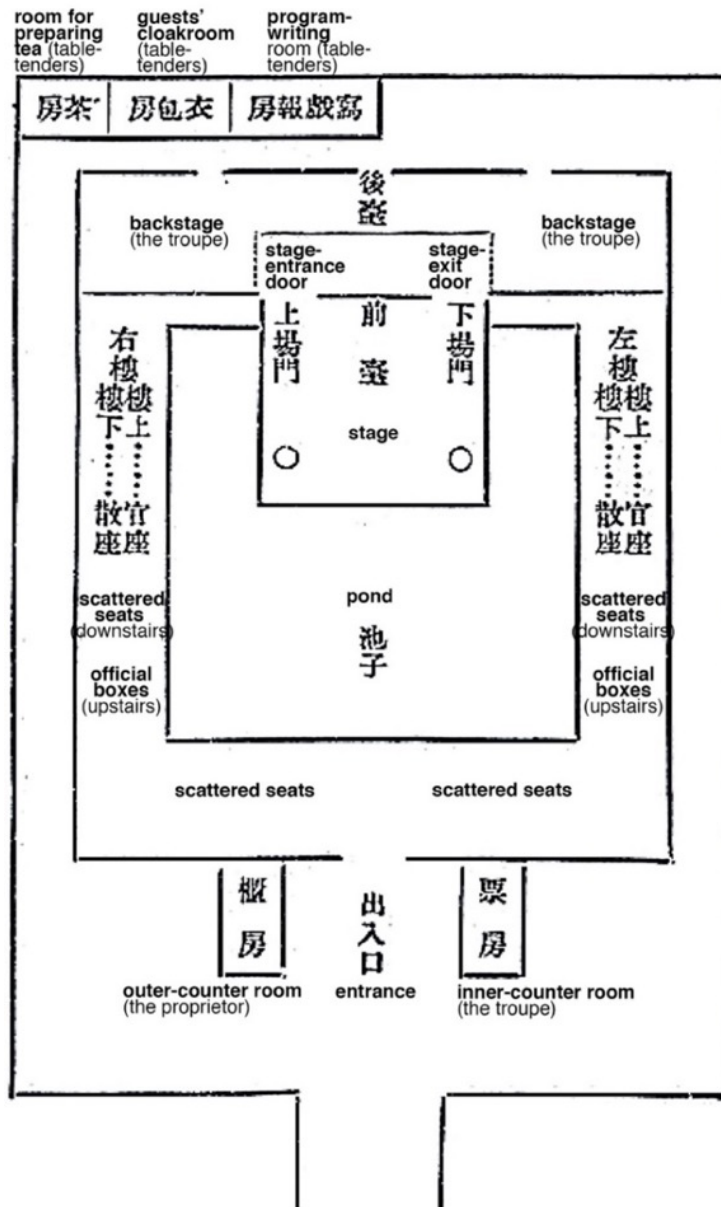 room for
preparing
tea (table-
tenders)
guests'
cloakroom
(table-
tenders)
program-
writing
room (table-
tenders)
房茶
房包衣
房報戲寫
後臺
backstage
(the troupe)
backstage
(the troupe)
stage-
entrance
door
stage-
exit
door
上場門
前臺
下場門
stage
右樓
樓上……官座
樓下……散座
左樓
樓上……官座
樓下……散座
scattered
seats
(downstairs)
official
boxes
(upstairs)
pond
池子
scattered
seats
(downstairs)
official
boxes
(upstairs)
scattered seats
scattered seats
櫃房
出入口
票房
outer-counter room
(the proprietor)
entrance
inner-counter room
(the troupe)